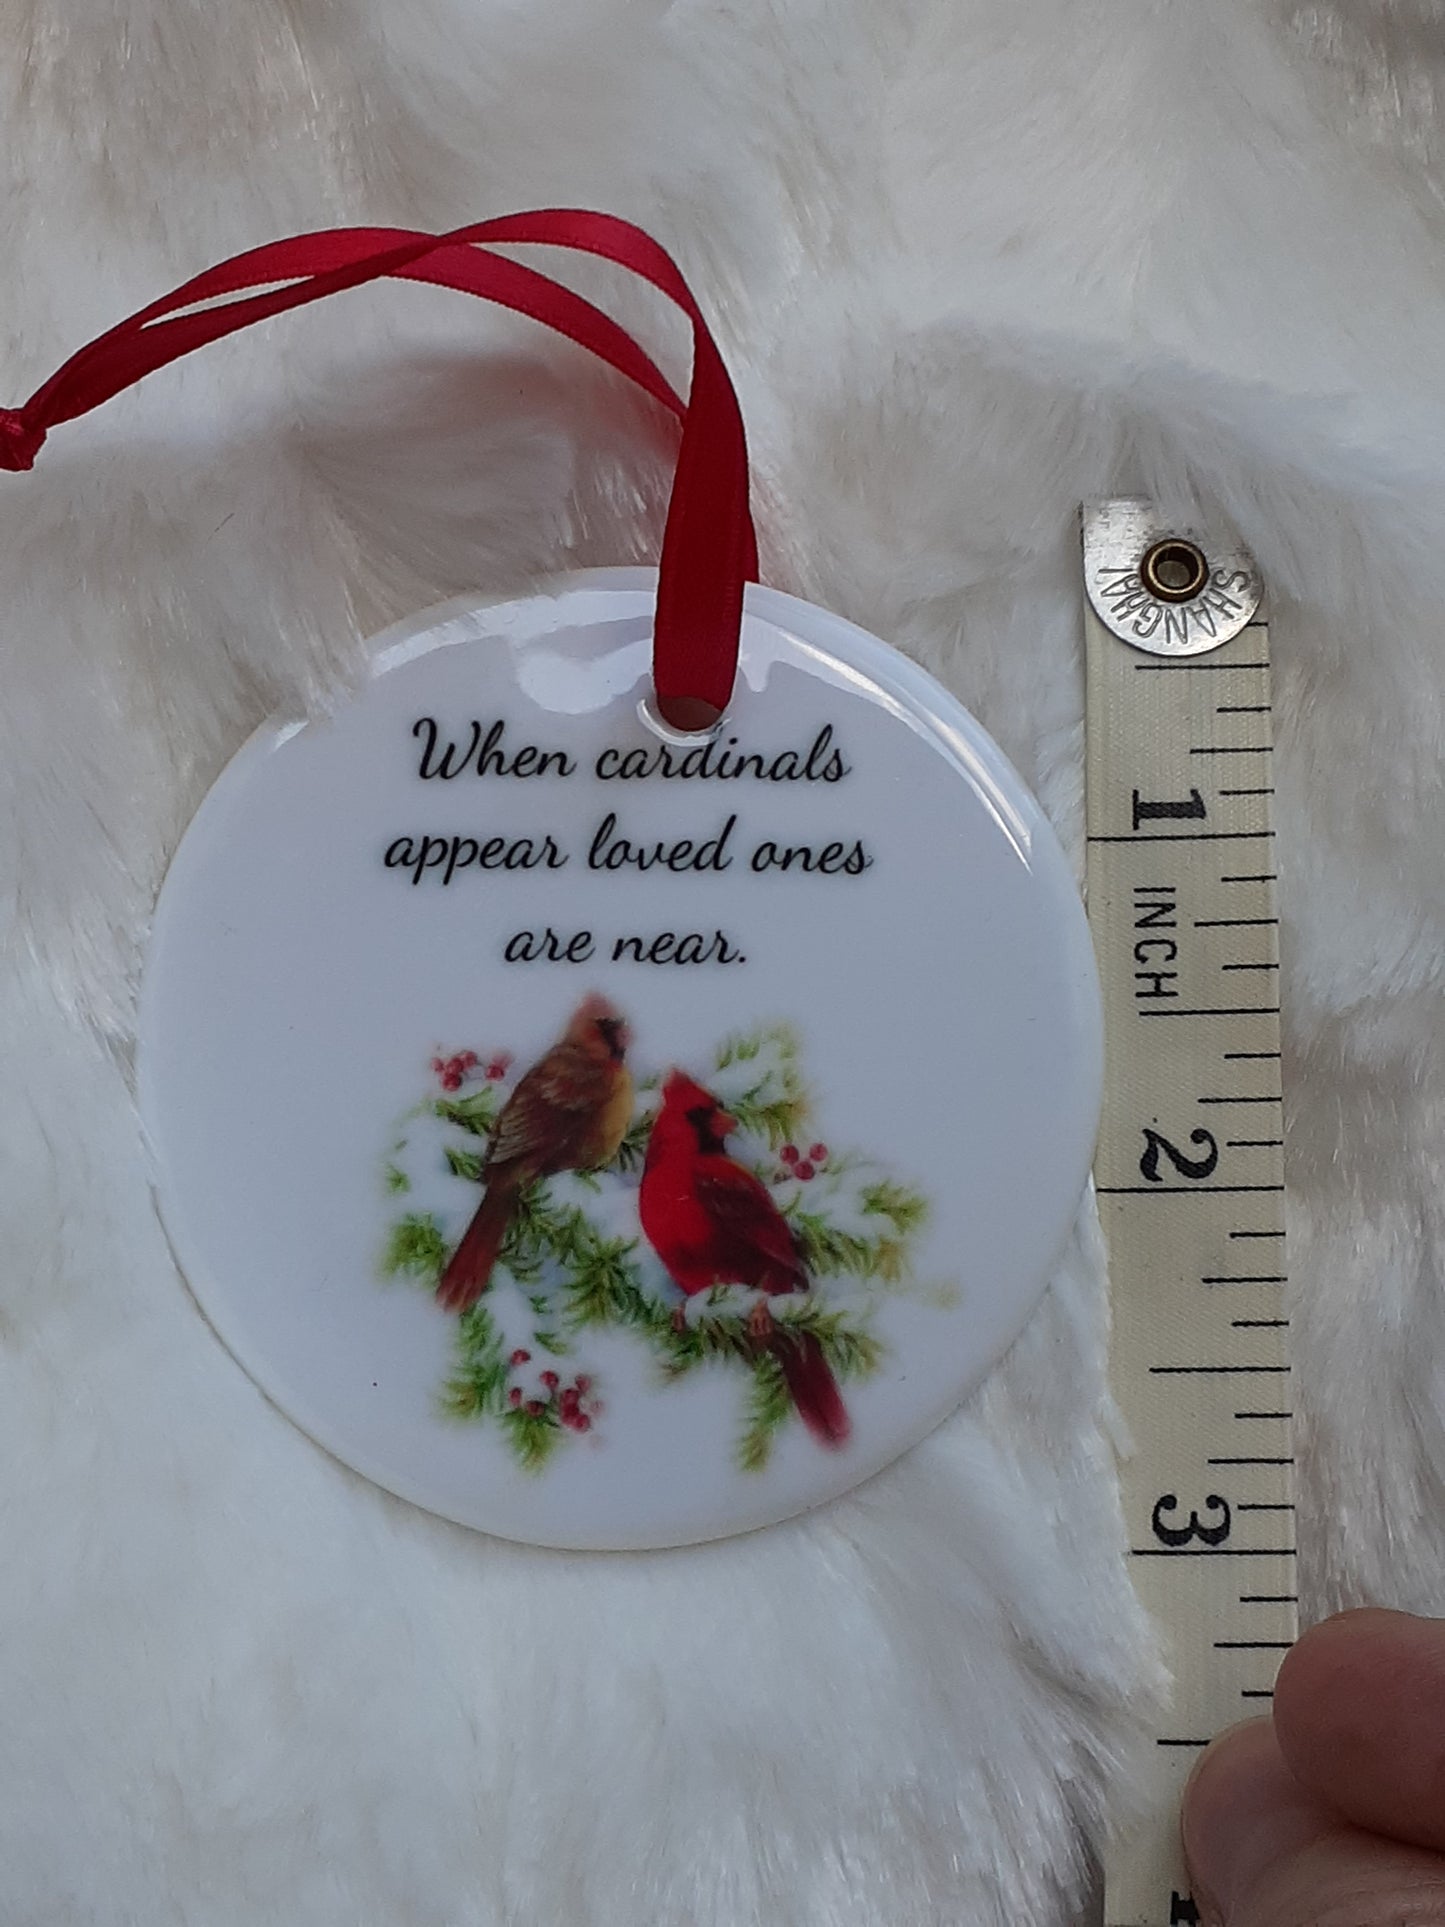 When cardinals
appear loved ones
are near.
SHANGHAI
1
INCH
2
3